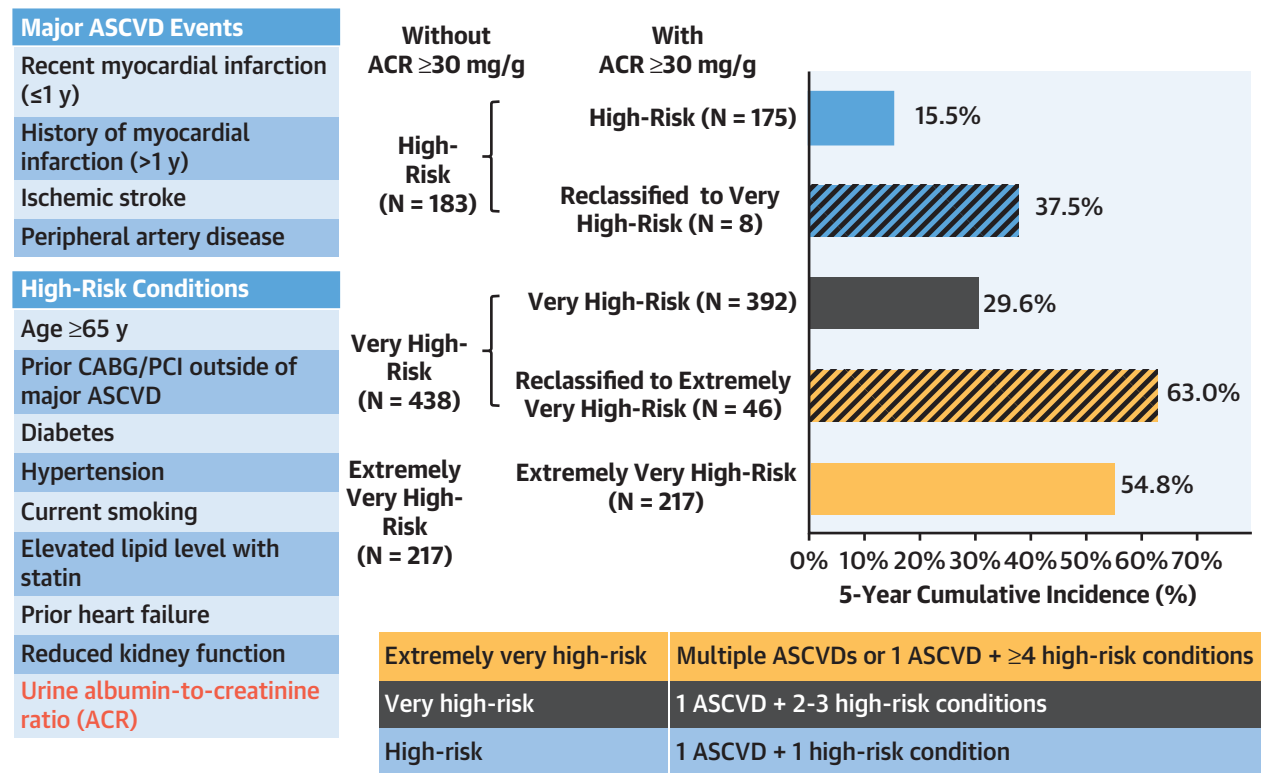 Major ASCVD Events
Recent myocardial infarction
(≤1 y)
History of myocardial
infarction (>1 y)
Ischemic stroke
Peripheral artery disease
High-Risk Conditions
Age ≥65 y
Prior CABG/PCI outside of
major ASCVD
Diabetes
Hypertension
Current smoking
Elevated lipid level with
statin
Prior heart failure
Reduced kidney function
Urine albumin-to-creatinine
ratio (ACR)
Without
ACR ≥30 mg/g
With
ACR ≥30 mg/g
High-
Risk
(N = 183)
High-Risk (N = 175)
15.5%
Reclassified to Very
High-Risk (N = 8)
37.5%
Very High-
Risk
(N = 438)
Very High-Risk (N = 392)
29.6%
Reclassified to Extremely
Very High-Risk (N = 46)
63.0%
Extremely
Very High-
Risk
(N = 217)
Extremely Very High-Risk
(N = 217)
54.8%
0% 10% 20% 30% 40% 50% 60% 70%
5-Year Cumulative Incidence (%)
Extremely very high-risk Multiple ASCVDs or 1 ASCVD + ≥4 high-risk conditions
Very high-risk 1 ASCVD + 2-3 high-risk conditions
High-risk 1 ASCVD + 1 high-risk condition